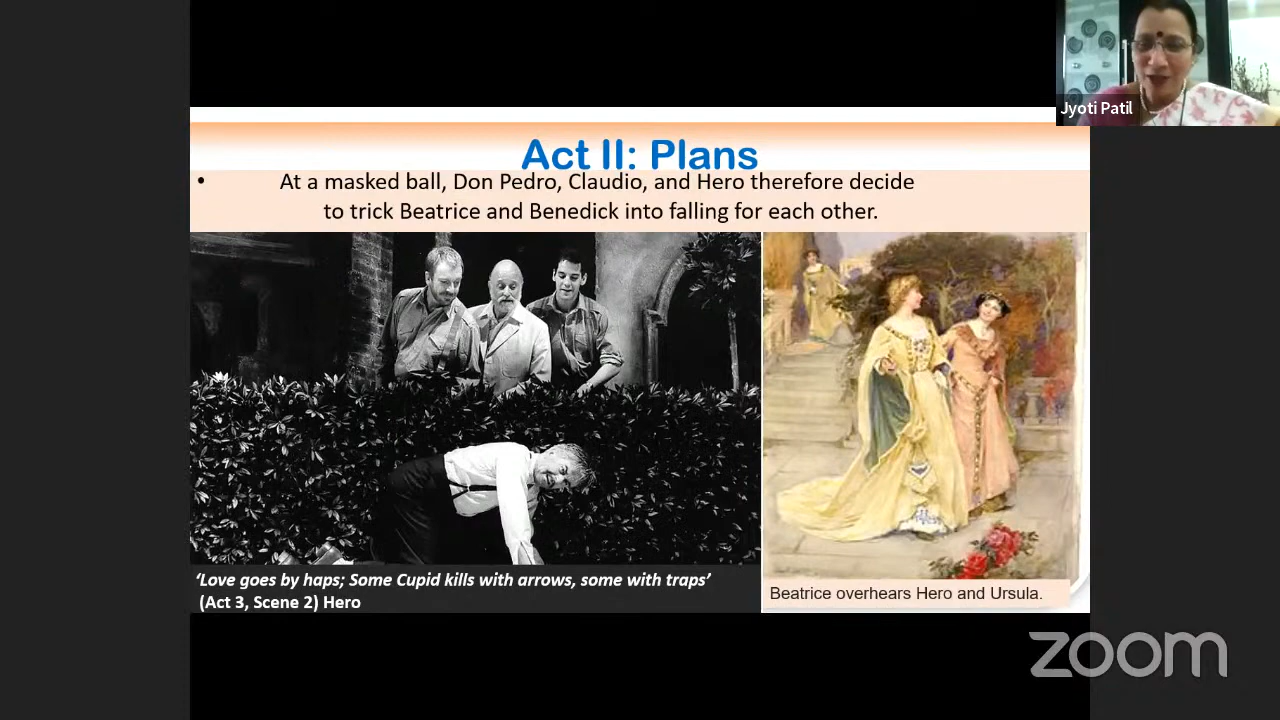 Jyoti Patil
Act II: Plans
• At a masked ball, Don Pedro, Claudio, and Hero therefore decide
to trick Beatrice and Benedick into falling for each other.
‘Love goes by haps; Some Cupid kills with arrows, some with traps’
(Act 3, Scene 2) Hero
Beatrice overhears Hero and Ursula.
zoom